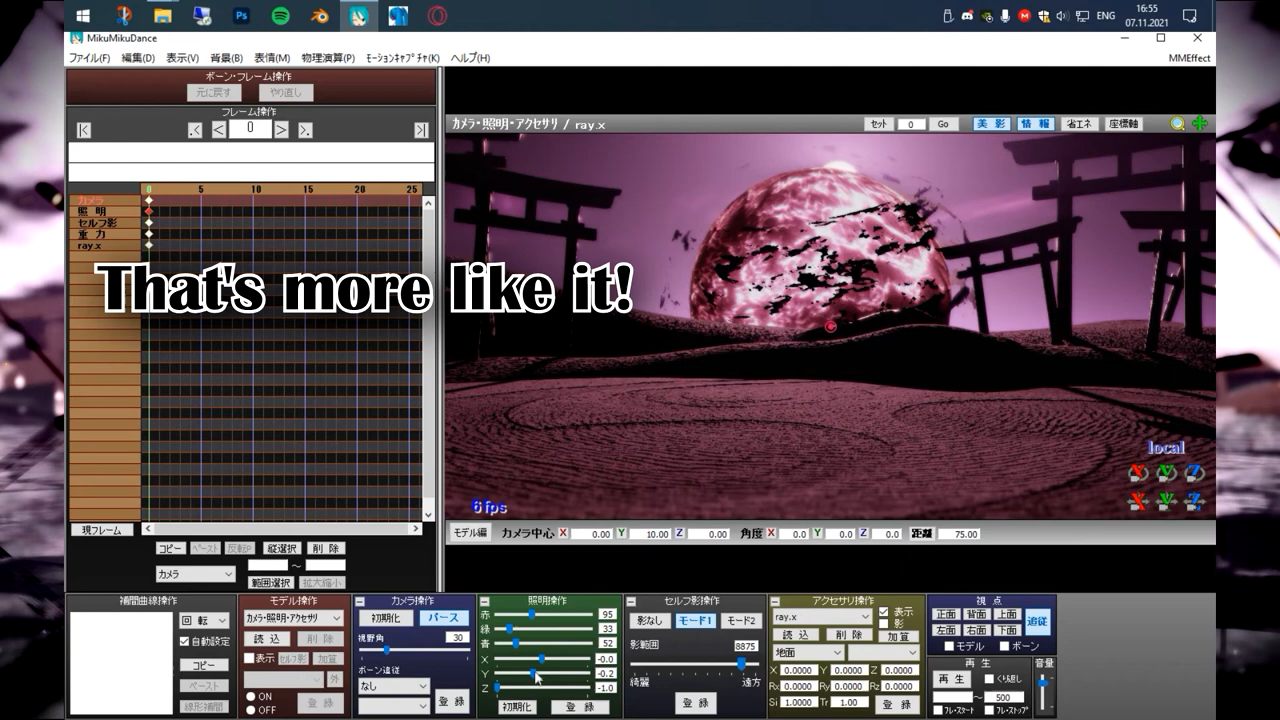 16:55
ENG
07.11.2021
MikuMikuDance
ファイル(F) 編集(D) 表示(V) 背景(B) 表情(M) 物理演算(P) ﾓｰｼｮﾝｷｬﾌﾟﾁｬ(K) ヘルプ(H) MMEffect
ボーン・フレーム操作
元に戻す やり直し
フレーム操作
|< .< < 0 > >. >|
カメラ・照明・アクセサリ / ray.x セット 0 Go 美 影 情 報 省エネ 座標軸
0 5 10 15 20 25
カメラ
照 明
セルフ影
重 力
ray.x
That's more like it!
local
X Y Z
X Y Z
6 fps
現フレーム
モデル編 カメラ中心 X 0.00 Y 10.00 Z 0.00 角度 X 0.0 Y 0.0 Z 0.0 距離 75.00
コピー ペースト 反転P 縦選択 削 除
カメラ ～
範囲選択 拡大縮小
補間曲線操作
回 転
自動設定
コピー
ペースト
線形補間
モデル操作
カメラ・照明・アクセサリ
読 込 削 除
表示 セルフ影 加算
外
ON
OFF
登 録
カメラ操作
初期化 パース
視野角 30
ボーン追従
なし
登 録
照明操作
赤 95
緑 33
青 52
X -0.0
Y -0.2
Z -1.0
初期化 登 録
セルフ影操作
影なし モード1 モード2
影範囲 8875
綺麗 遠方
登 録
アクセサリ操作
ray.x 表示
影
読 込 削 除 加算
地面
X 0.0000 Y 0.0000 Z 0.0000
Rx 0.0000 Ry 0.0000 Rz 0.0000
Si 1.0000 Tr 1.00 登 録
視 点
正面 背面 上面
左面 右面 下面
追従
モデル ボーン
再 生
再 生 くり返し
～ 500
フレ・スタート フレ・ストップ
音量